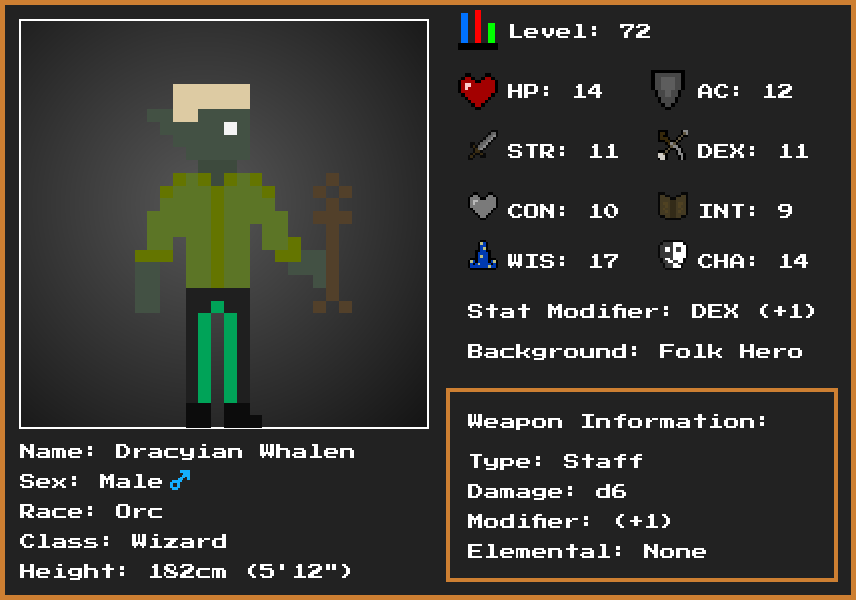 Level: 72
HP: 14
AC: 12
STR: 11
DEX: 11
CON: 10
INT: 9
WIS: 17
CHA: 14
Stat Modifier: DEX (+1)
Background: Folk Hero
Weapon Information:
Type: Staff
Damage: d6
Modifier: (+1)
Elemental: None
Name: Dracyian Whalen
Sex: Male ♂
Race: Orc
Class: Wizard
Height: 182cm (5'12")